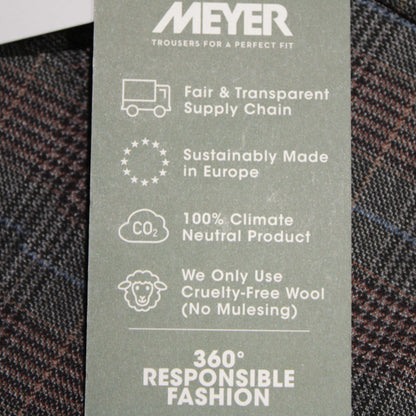 MEYER
TROUSERS FOR A PERFECT FIT
Fair & Transparent
Supply Chain
Sustainably Made
in Europe
CO2
100% Climate
Neutral Product
We Only Use
Cruelty-Free Wool
(No Mulesing)
360°
RESPONSIBLE
FASHION